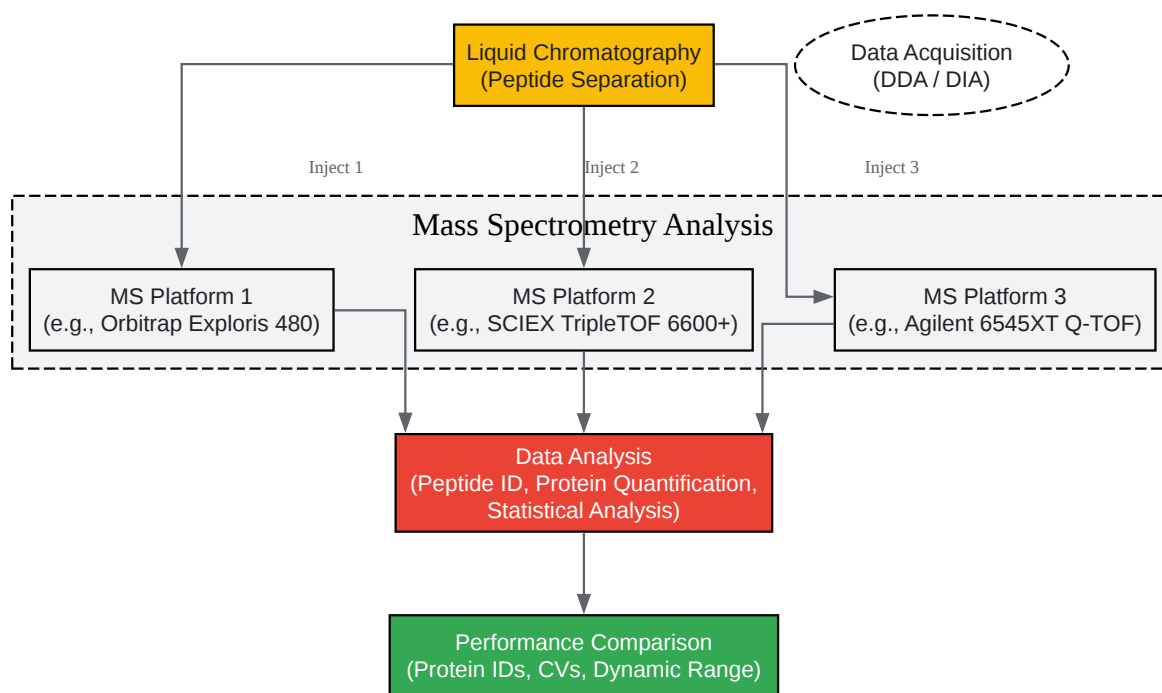 Liquid Chromatography
(Peptide Separation)
Data Acquisition
(DDA / DIA)
Inject 1
Inject 2
Inject 3
Mass Spectrometry Analysis
MS Platform 1
(e.g., Orbitrap Exploris 480)
MS Platform 2
(e.g., SCIEX TripleTOF 6600+)
MS Platform 3
(e.g., Agilent 6545XT Q-TOF)
Data Analysis
(Peptide ID, Protein Quantification,
Statistical Analysis)
Performance Comparison
(Protein IDs, CVs, Dynamic Range)